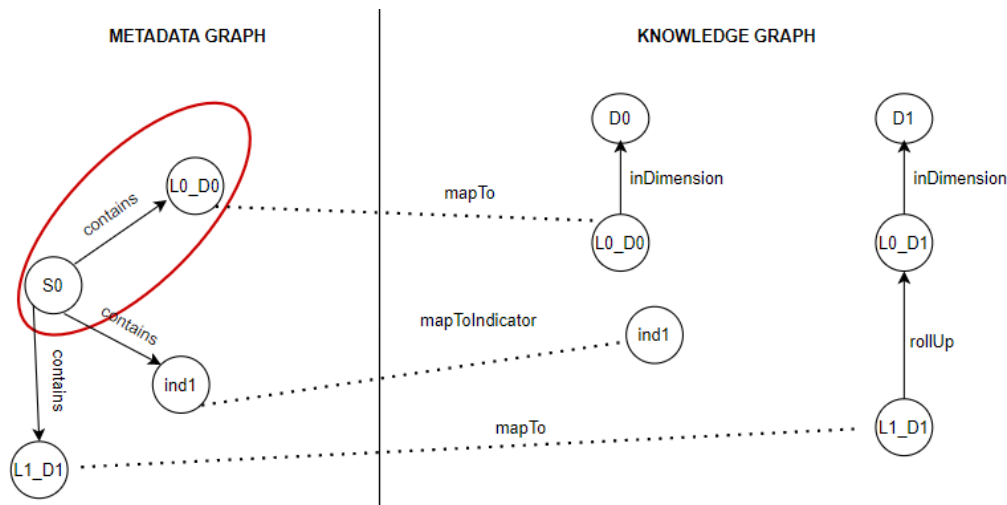 METADATA GRAPH
KNOWLEDGE GRAPH
D0
D1
L0_D0
contains
mapTo
inDimension
inDimension
L0_D0
L0_D1
S0
contains
mapToIndicator
ind1
rollUp
contains
ind1
mapTo
L1_D1
L1_D1